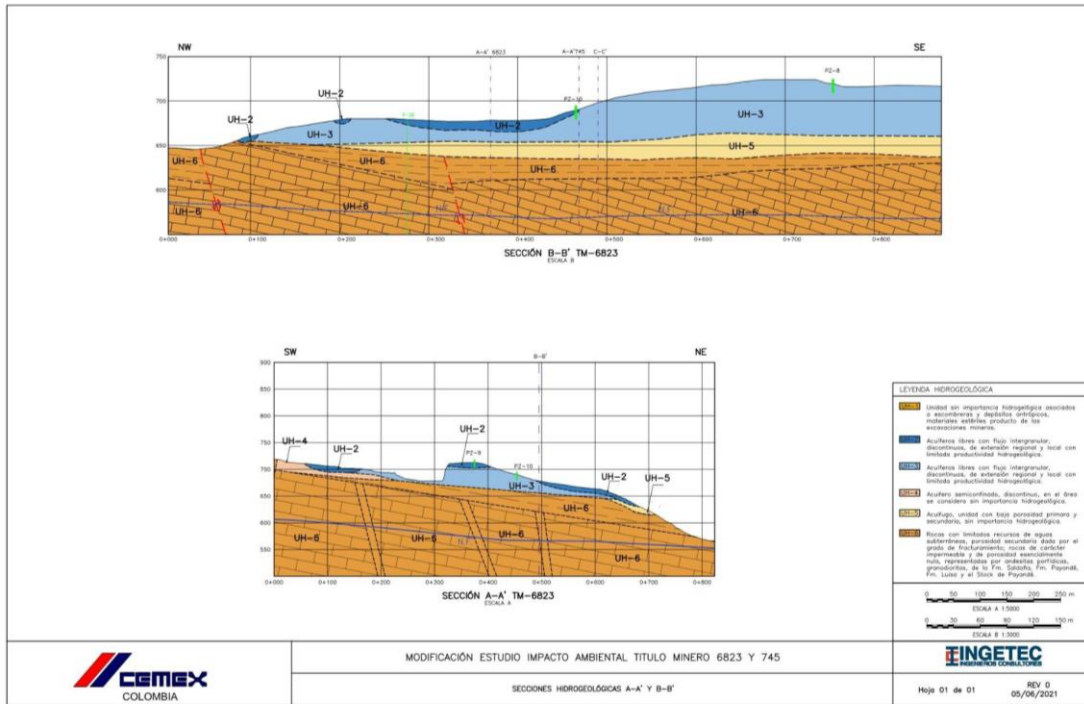 NW
SE
A-A' 6823
A-A'745
C-C'
750
700
650
600
PZ-8
PZ-10
UH-2
UH-2
UH-2
UH-3
UH-3
UH-5
UH-6
UH-6
UH-6
UH-6
UH-6
UH-6
0+000
0+100
0+200
0+300
0+400
0+500
0+600
0+700
0+800
SECCIÓN B-B' TM-6823
ESCALA B
SW
NE
B-B'
900
850
800
750
700
650
600
550
UH-4
UH-2
UH-2
PZ-9
PZ-10
UH-3
UH-2
UH-5
UH-6
UH-6
UH-6
UH-6
UH-6
UH-6
0+000
0+100
0+200
0+300
0+400
0+500
0+600
0+700
0+800
SECCIÓN A-A' TM-6823
ESCALA A
LEYENDA HIDROGEOLÓGICA
UH-1 Unidad sin importancia hidrogeológica asociados
a escombreras y depósitos antrópicos,
materiales estériles producto de las
excavaciones mineras.
UH-2 Acuíferos libres con flujo intergranular,
discontinuos, de extensión regional y local con
limitada productividad hidrogeológica.
UH-3 Acuíferos libres con flujo intergranular,
discontinuos, de extensión regional y local con
limitada productividad hidrogeológica.
UH-4 Acuífero semiconfinado, discontinuo, en el área
se considera sin importancia hidrogeológica.
UH-5 Acuífugo, unidad con baja porosidad primaria y
secundaria, sin importancia hidrogeológica.
UH-6 Rocas con limitados recursos de aguas
subterráneas, porosidad secundaria dada por el
grado de fracturamiento; rocas de carácter
impermeable y de porosidad esencialmente
nula, representadas por andesitas porfídicas,
granodioritas, de la Fm. Saldaña, Fm. Payandé,
Fm. Luisa y el Stock de Payandé.
0 50 100 150 200 250 m
ESCALA A 1:5000
0 30 60 90 120 150 m
ESCALA B 1:3000
CEMEX
COLOMBIA
MODIFICACIÓN ESTUDIO IMPACTO AMBIENTAL TITULO MINERO 6823 Y 745
SECCIONES HIDROGEOLÓGICAS A-A' Y B-B'
INGETEC
INGENIEROS CONSULTORES
Hoja 01 de 01
REV 0
05/06/2021